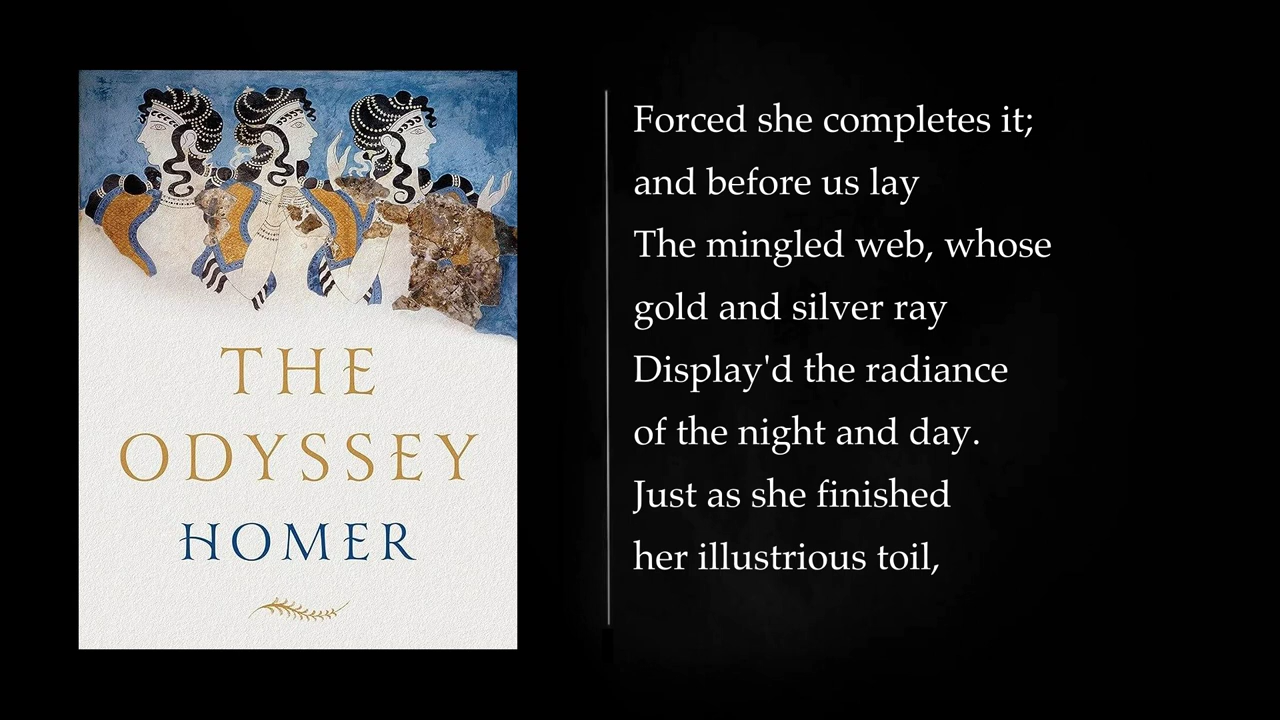 THE
ODYSSEY
HOMER
Forced she completes it;
and before us lay
The mingled web, whose
gold and silver ray
Display'd the radiance
of the night and day.
Just as she finished
her illustrious toil,